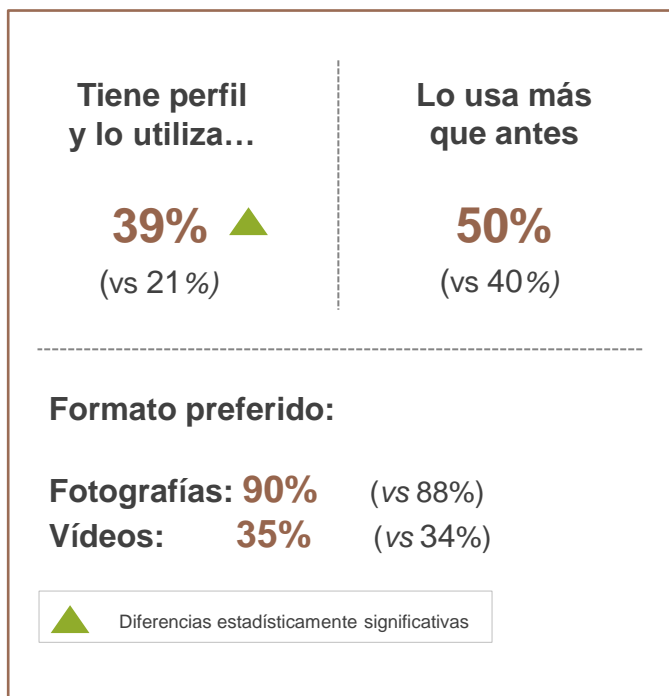 Tiene perfil
y lo utiliza…
39%
(vs 21%)
Lo usa más
que antes
50%
(vs 40%)
Formato preferido:
Fotografías: 90% (vs 88%)
Vídeos: 35% (vs 34%)
Diferencias estadísticamente significativas